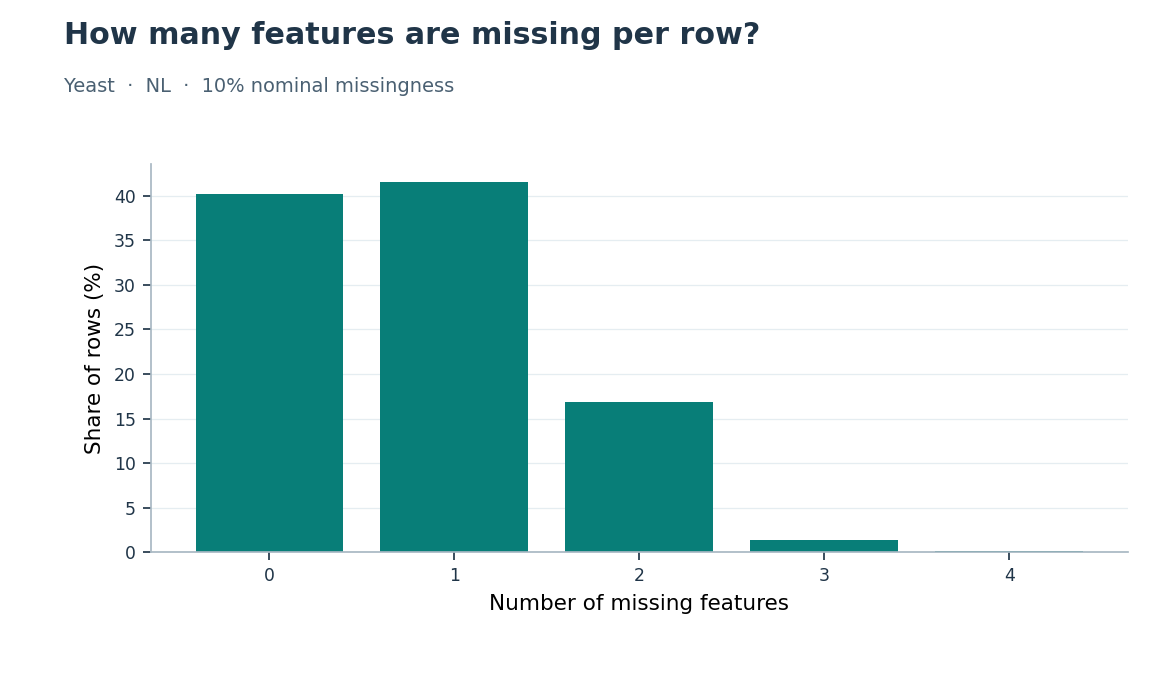 How many features are missing per row?
Yeast · NL · 10% nominal missingness
Share of rows (%)
40
35
30
25
20
15
10
5
0
0 1 2 3 4
Number of missing features